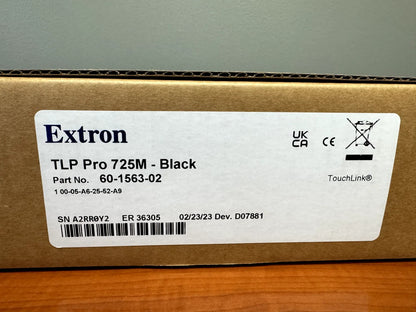 Extron
UK
CA CE
TLP Pro 725M - Black
Part No. 60-1563-02
TouchLink®
1 00-05-A6-25-52-A9
SN A2RR0Y2 ER 36305 02/23/23 Dev. D07881